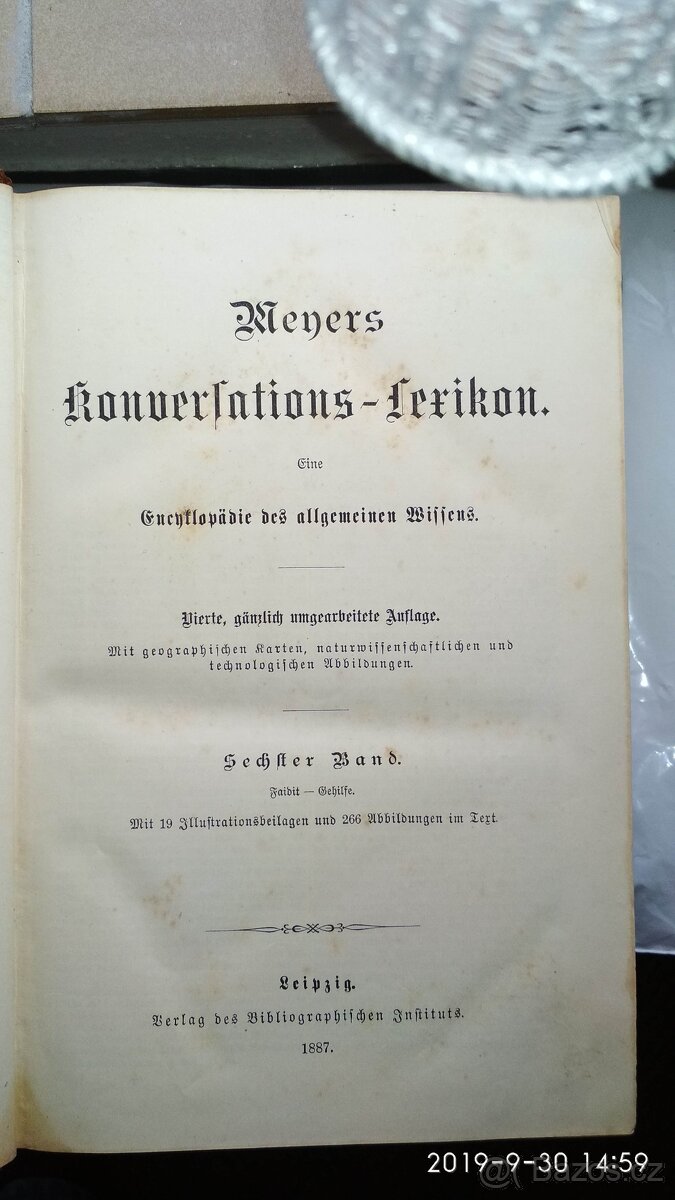 Meyers
Konverſations-Lexikon.
Eine
Encyklopädie des allgemeinen Wiſſens.
Vierte, gänzlich umgearbeitete Auflage.
Mit geographiſchen Karten, naturwiſſenſchaftlichen und
technologiſchen Abbildungen.
Sechſter Band.
Faidit — Gehilfe.
Mit 19 Illuſtrationsbeilagen und 266 Abbildungen im Text.
Leipzig.
Verlag des Bibliographiſchen Inſtituts.
1887.
2019-9-30 14:59
@ Bazos.cz